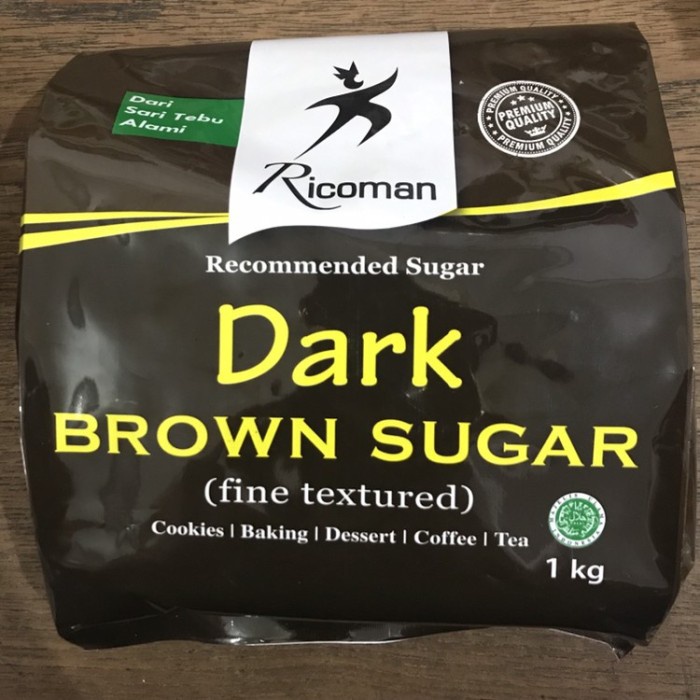 Dari
Sari Tebu
Alami
Ricoman
PREMIUM QUALITY
PREMIUM
QUALITY
PREMIUM QUALITY
Recommended Sugar
Dark
BROWN SUGAR
(fine textured)
Cookies | Baking | Dessert | Coffee | Tea
حلال
1 kg